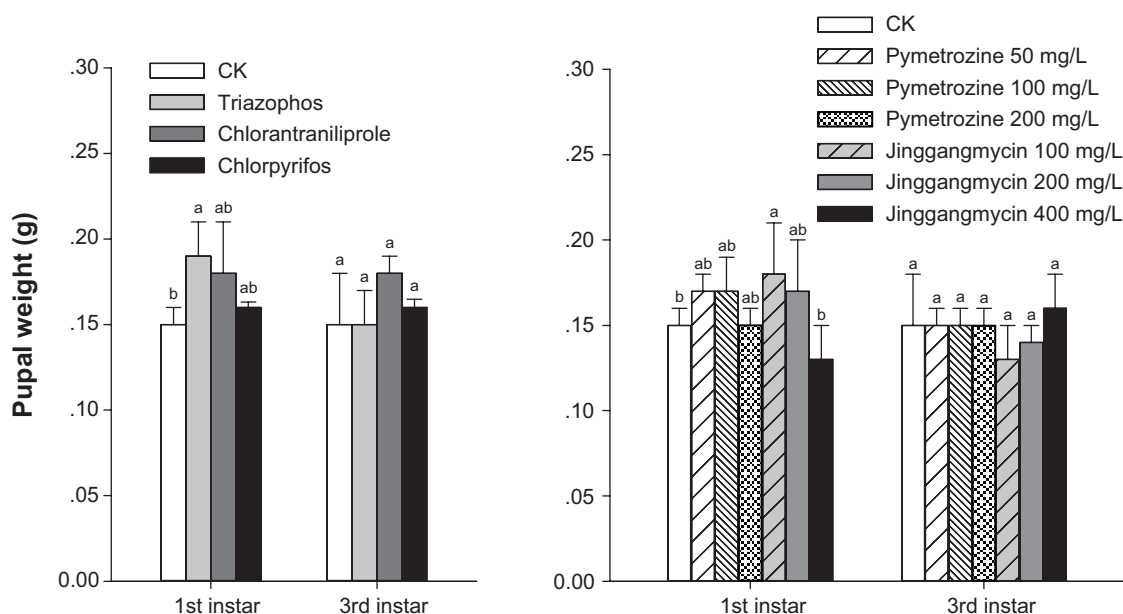 CK
Triazophos
Chlorantraniliprole
Chlorpyrifos
Pupal weight (g)
.30
.25
.20
.15
.10
.05
0.00
b
a
ab
ab
a
a
a
a
1st instar
3rd instar
CK
Pymetrozine 50 mg/L
Pymetrozine 100 mg/L
Pymetrozine 200 mg/L
Jinggangmycin 100 mg/L
Jinggangmycin 200 mg/L
Jinggangmycin 400 mg/L
.30
.25
.20
.15
.10
.05
0.00
b
ab
ab
ab
a
ab
b
a
a
a
a
a
a
a
1st instar
3rd instar